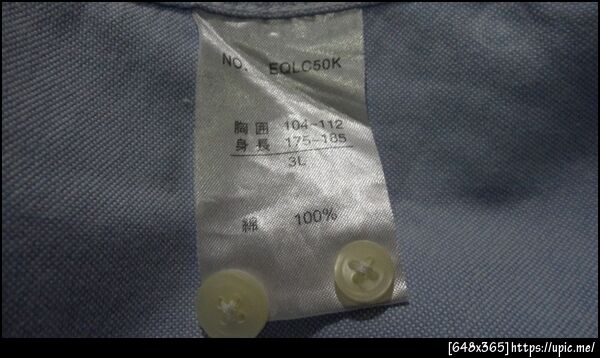 NO. EQLC50K
胸囲 104-112
身長 175-185
3L
綿 100%
[648x365]https://upic.me/